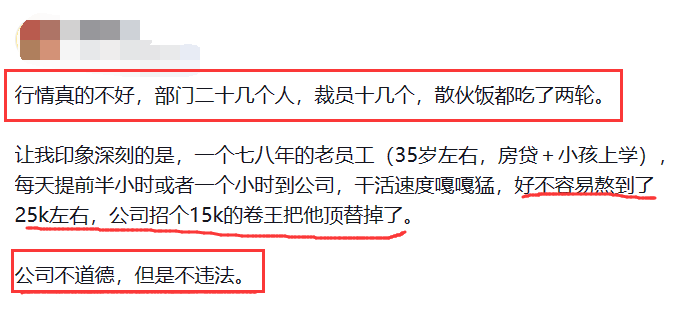 行情真的不好，部门二十几个人，裁员十几个，散伙饭都吃了两轮。
让我印象深刻的是，一个七八年的老员工（35岁左右，房贷＋小孩上学），
每天提前半小时或者一个小时到公司，干活速度嘎嘎猛，好不容易熬到了
25k左右，公司招个15k的卷王把他顶替掉了。
公司不道德，但是不违法。